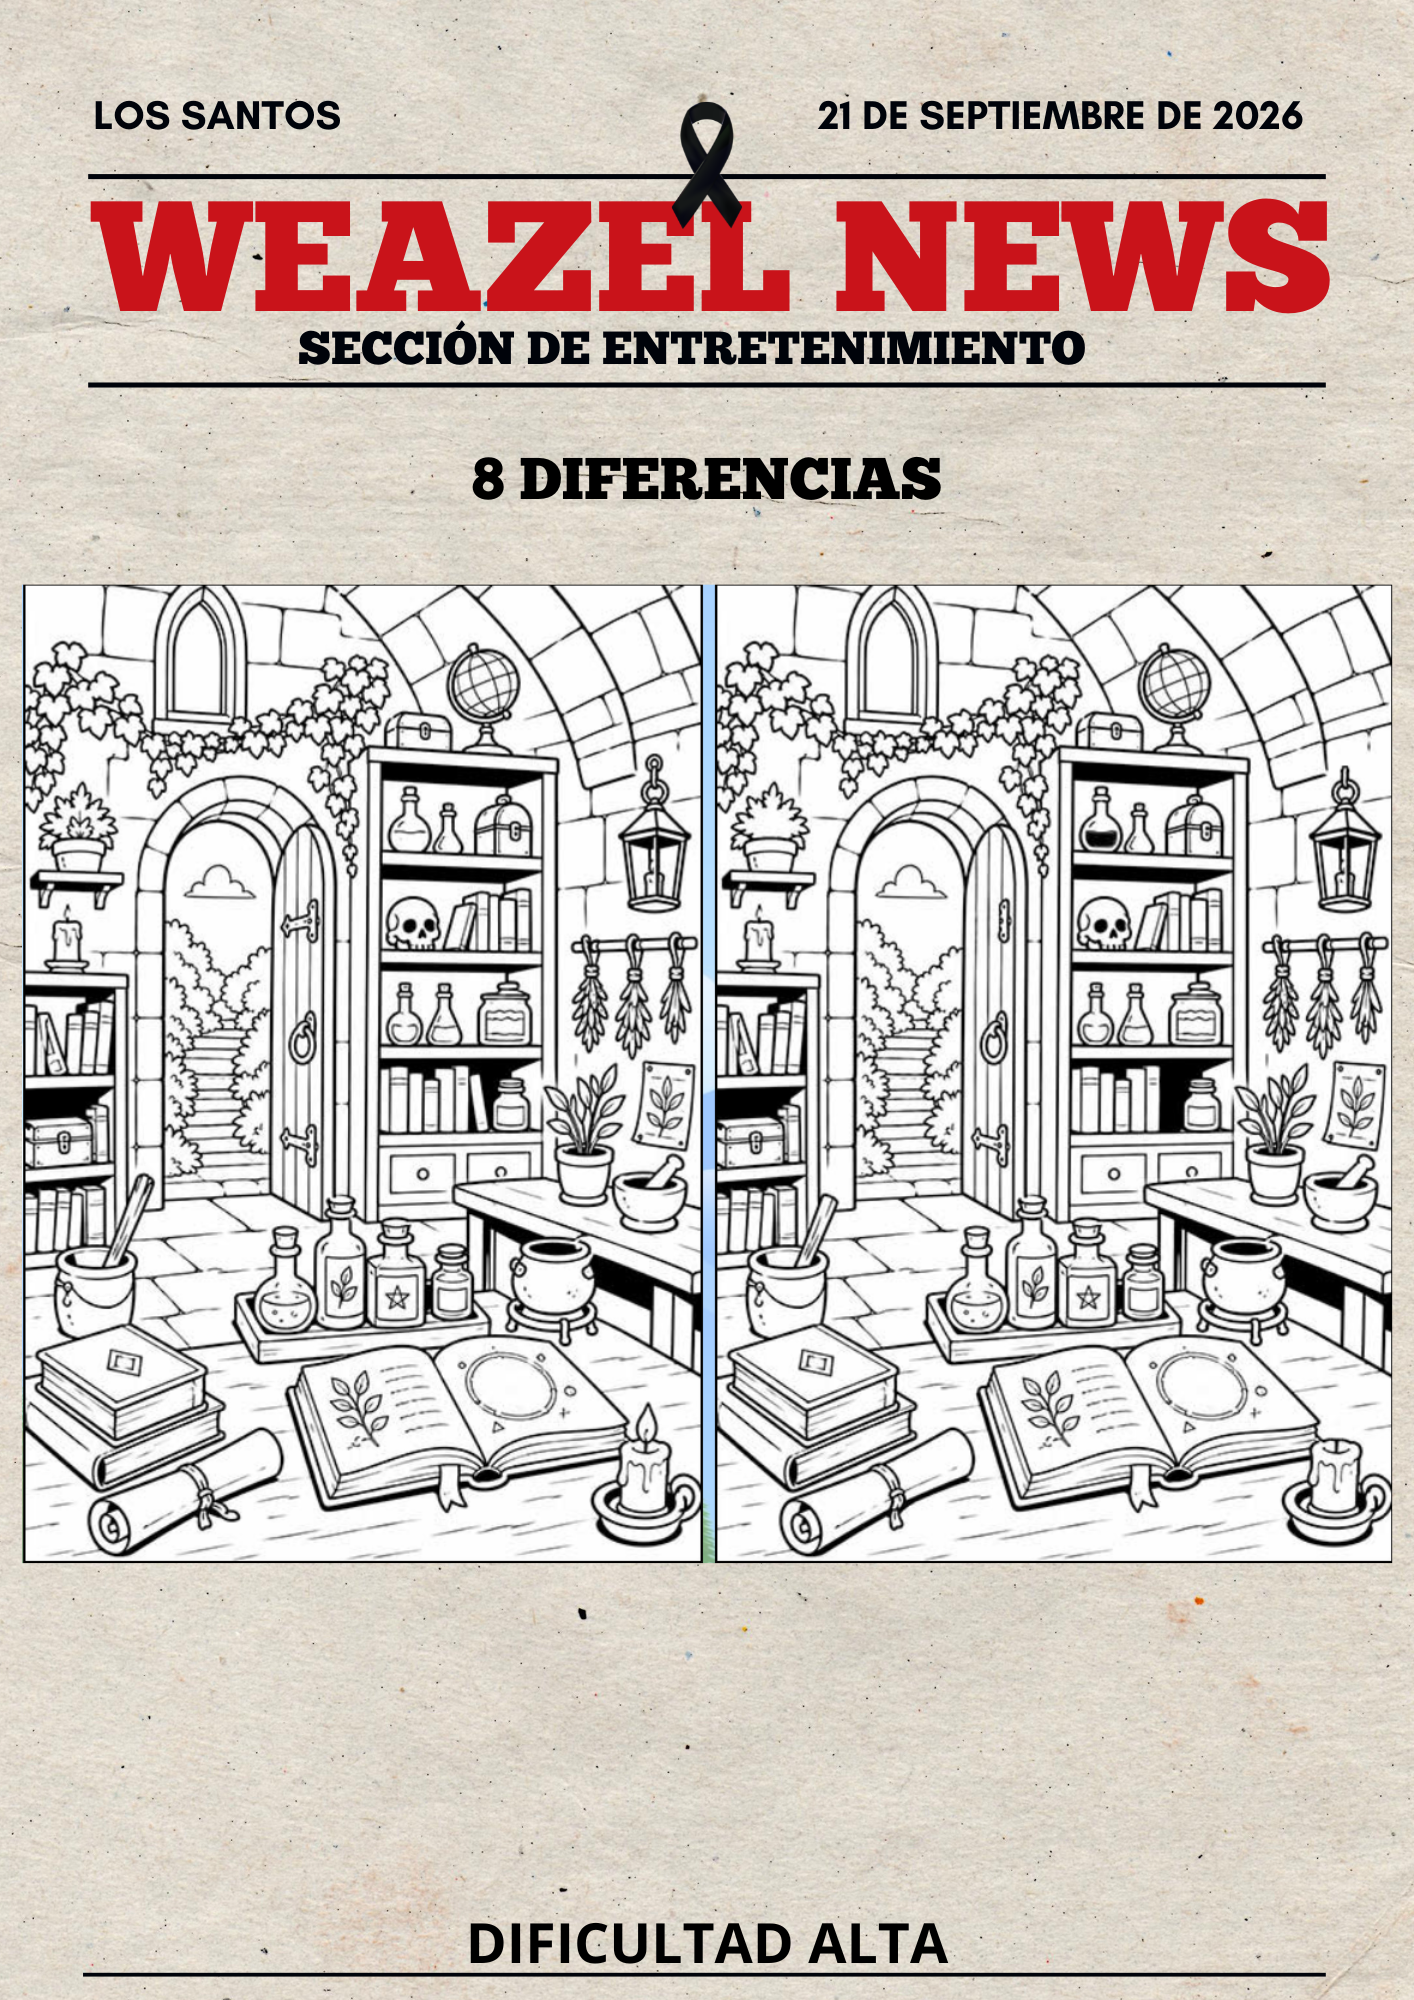 LOS SANTOS
21 DE SEPTIEMBRE DE 2026
WEAZEL NEWS
SECCIÓN DE ENTRETENIMIENTO
8 DIFERENCIAS
DIFICULTAD ALTA